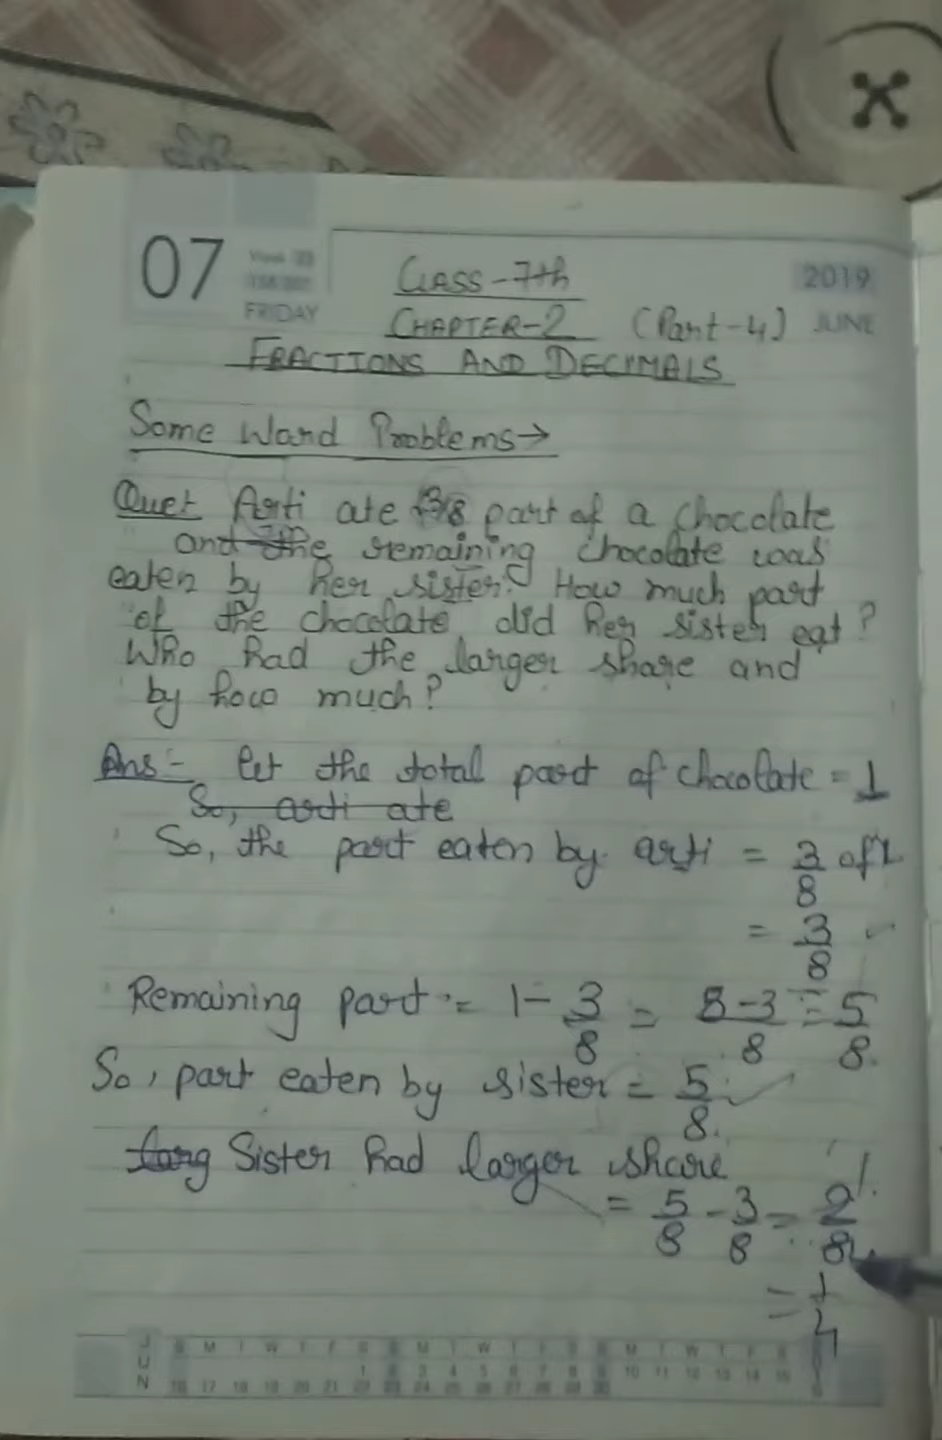 07
FRIDAY
2019
JUNE
CLASS-7th
CHAPTER-2 (Part-4)
FRACTIONS AND DECIMALS
Some Word Problems→
Ques Arti ate 3/8 part of a chocolate
and the remaining chocolate was
eaten by her sister. How much part
of the chocolate did her sister eat?
Who had the larger share and
by how much?
Ans:- let the total part of chocolate = 1
So, arti ate
So, the part eaten by arti = 3/8 of 1
= 3/8
Remaining part = 1 - 3/8 = 8-3/8 = 5/8
So, part eaten by sister = 5/8
larg Sister had larger share
= 5/8 - 3/8 = 2/8
= 1/4
JUN